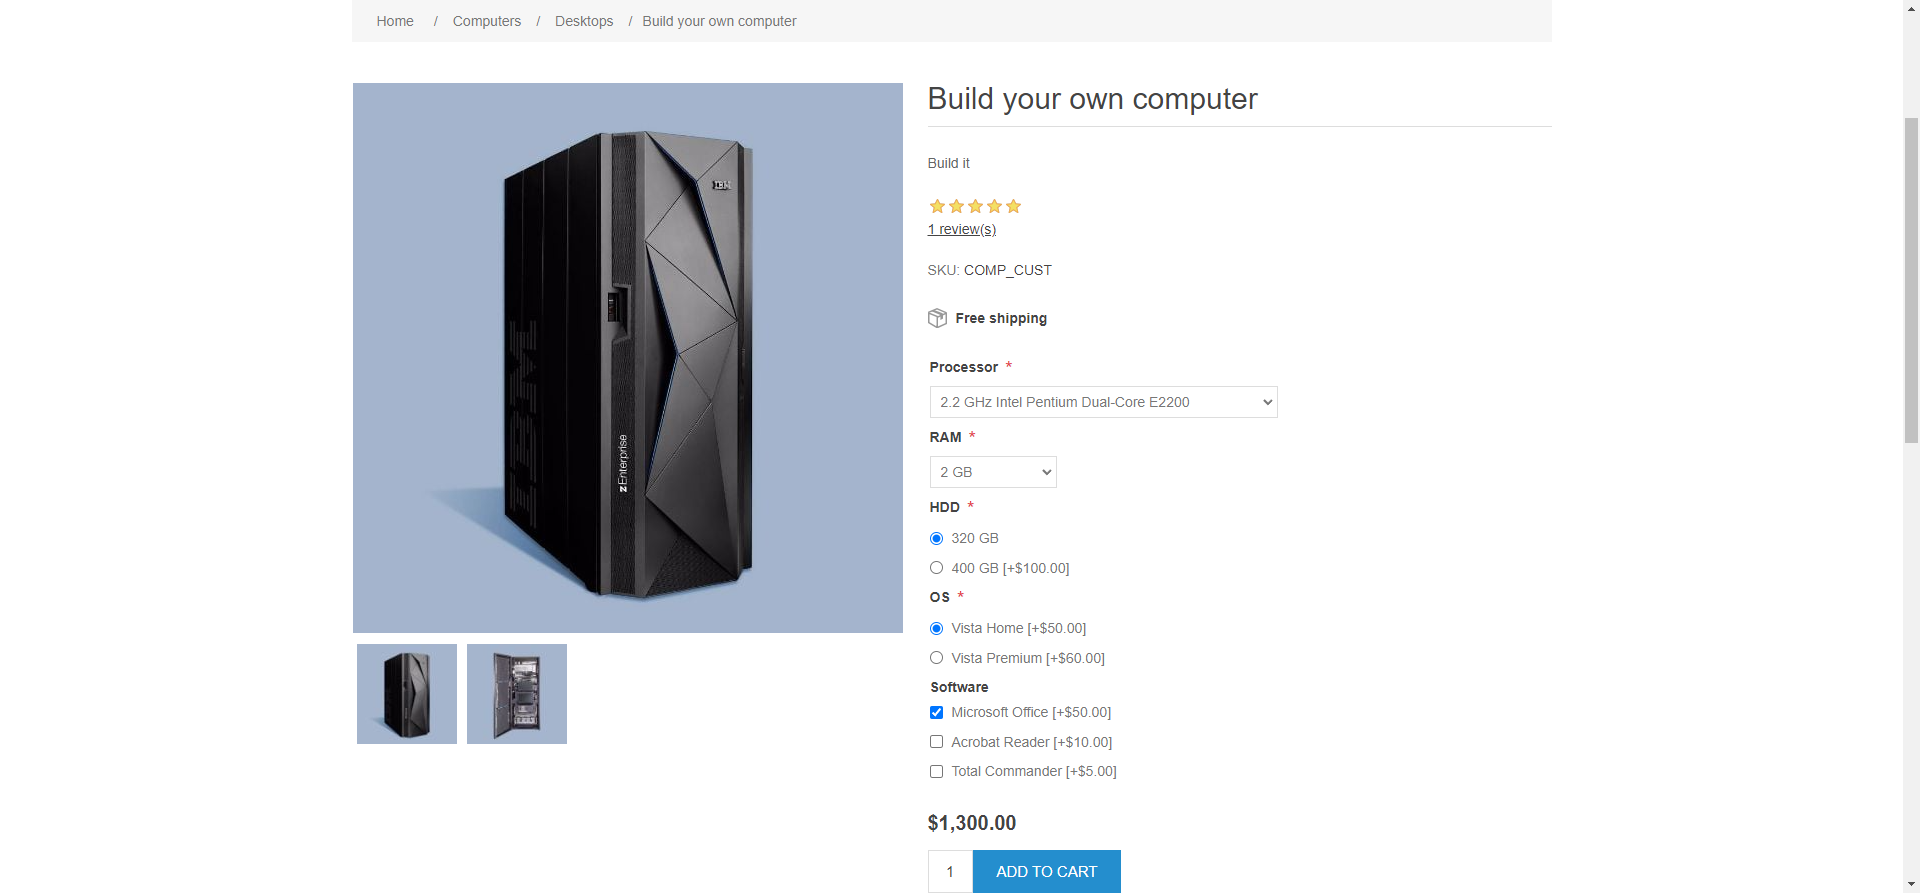 Home / Computers / Desktops / Build your own computer
IBM
IBM
zEnterprise
Build your own computer
Build it
1 review(s)
SKU: COMP_CUST
Free shipping
Processor *
2.2 GHz Intel Pentium Dual-Core E2200
RAM *
2 GB
HDD *
320 GB
400 GB [+$100.00]
OS *
Vista Home [+$50.00]
Vista Premium [+$60.00]
Software
Microsoft Office [+$50.00]
Acrobat Reader [+$10.00]
Total Commander [+$5.00]
$1,300.00
1 ADD TO CART